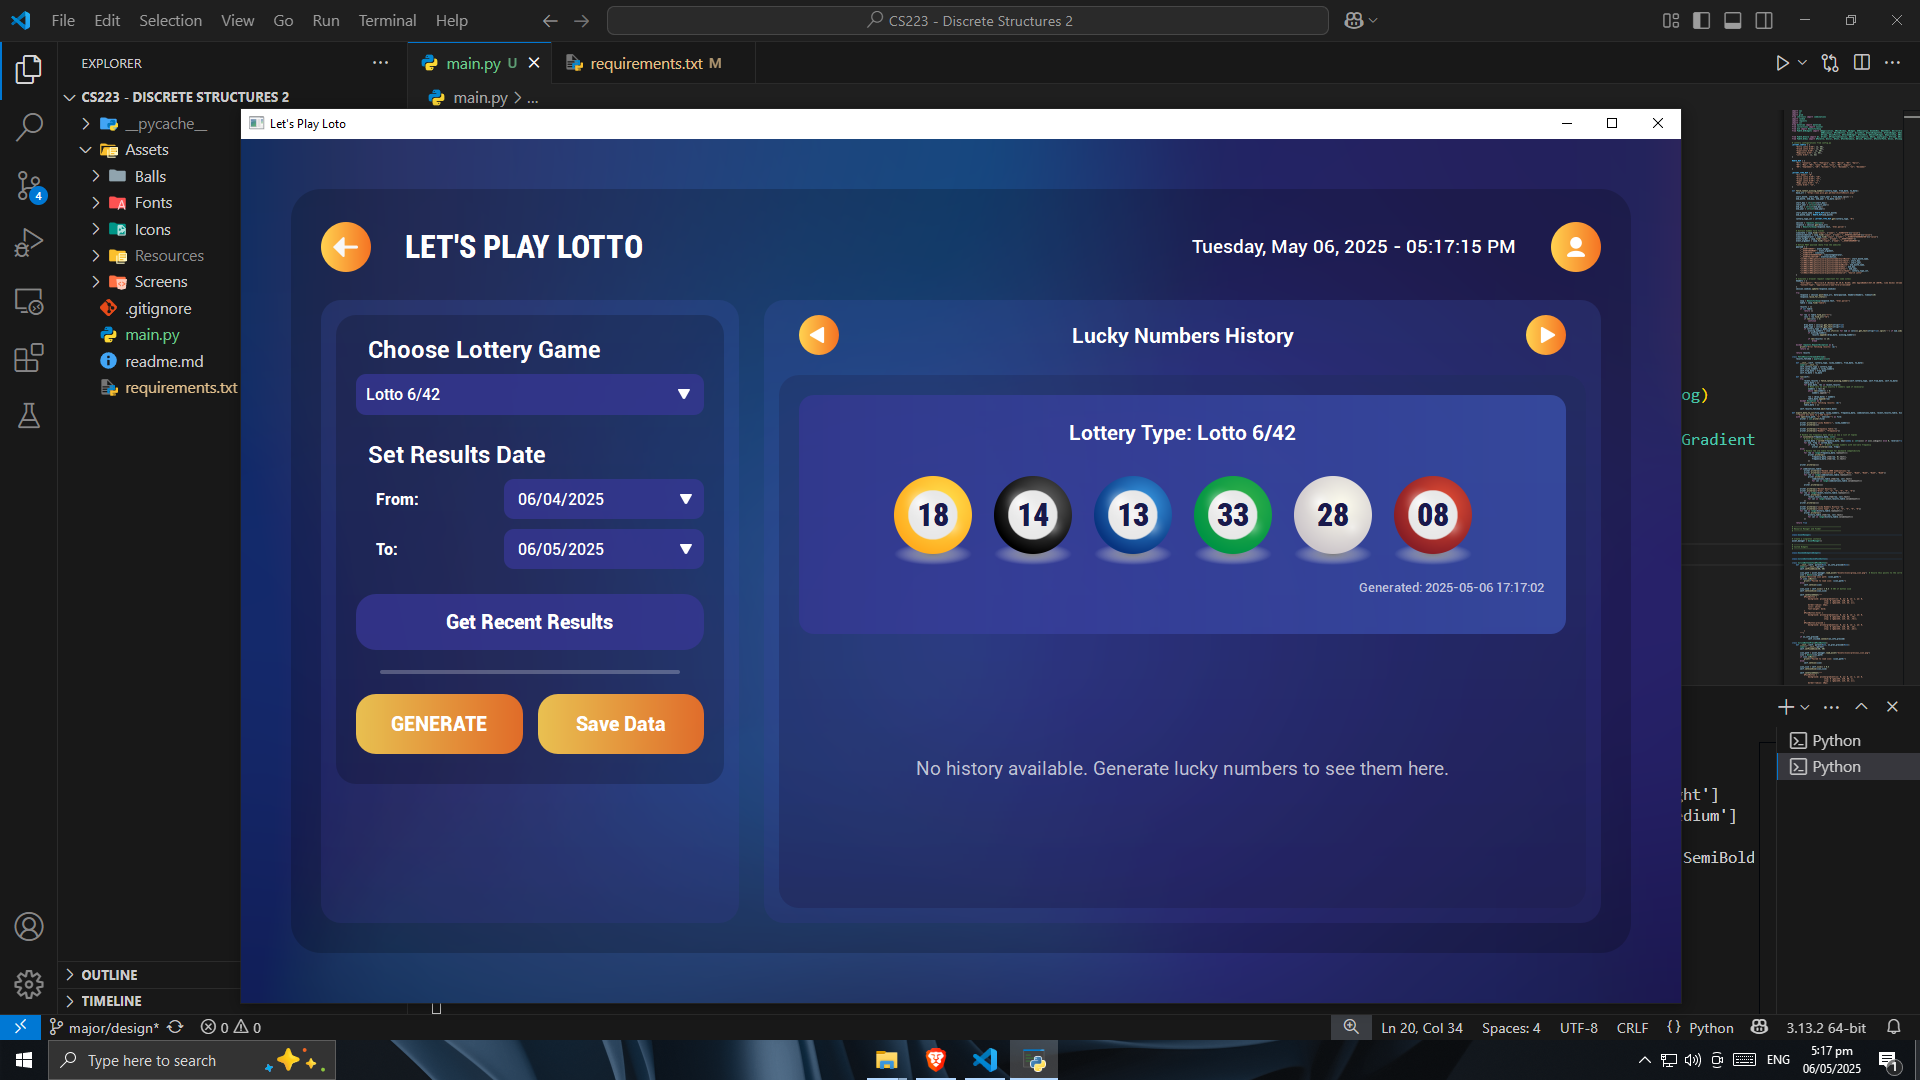 File Edit Selection View Go Run Terminal Help
CS223 - Discrete Structures 2
EXPLORER
main.py U
requirements.txt M
CS223 - DISCRETE STRUCTURES 2
main.py > ...
__pycache__
Assets
Balls
Fonts
Icons
Resources
Screens
.gitignore
main.py
readme.md
requirements.txt
4
OUTLINE
TIMELINE
Let's Play Loto
LET'S PLAY LOTTO
Tuesday, May 06, 2025 - 05:17:15 PM
Choose Lottery Game
Lotto 6/42
Set Results Date
From:
06/04/2025
To:
06/05/2025
Get Recent Results
GENERATE
Save Data
Lucky Numbers History
Lottery Type: Lotto 6/42
18 14 13 33 28 08
Generated: 2025-05-06 17:17:02
No history available. Generate lucky numbers to see them here.
og)
Gradient
Python
Python
ght']
edium']
SemiBold
major/design*
0 0
Ln 20, Col 34
Spaces: 4
UTF-8
CRLF
{ } Python
3.13.2 64-bit
Type here to search
ENG
5:17 pm
06/05/2025
1